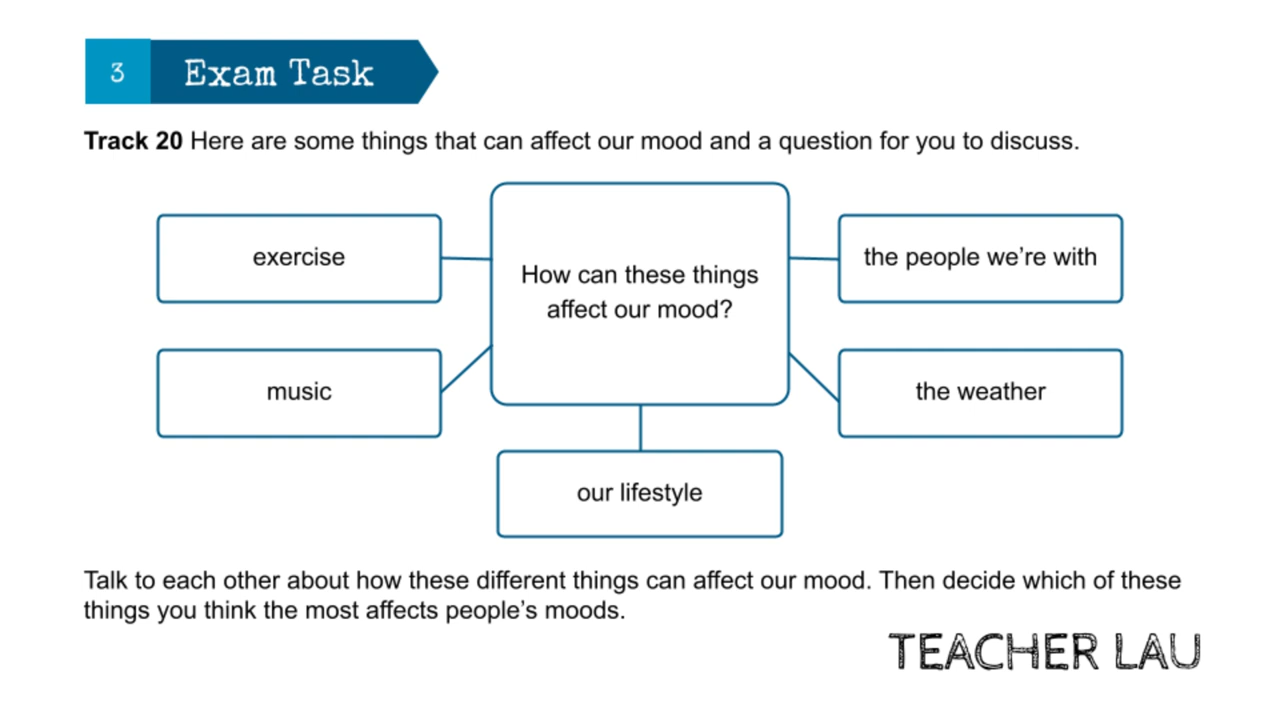 3
Exam Task
Track 20 Here are some things that can affect our mood and a question for you to discuss.
exercise
How can these things
affect our mood?
the people we're with
music
the weather
our lifestyle
Talk to each other about how these different things can affect our mood. Then decide which of these
things you think the most affects people's moods.
TEACHER LAU